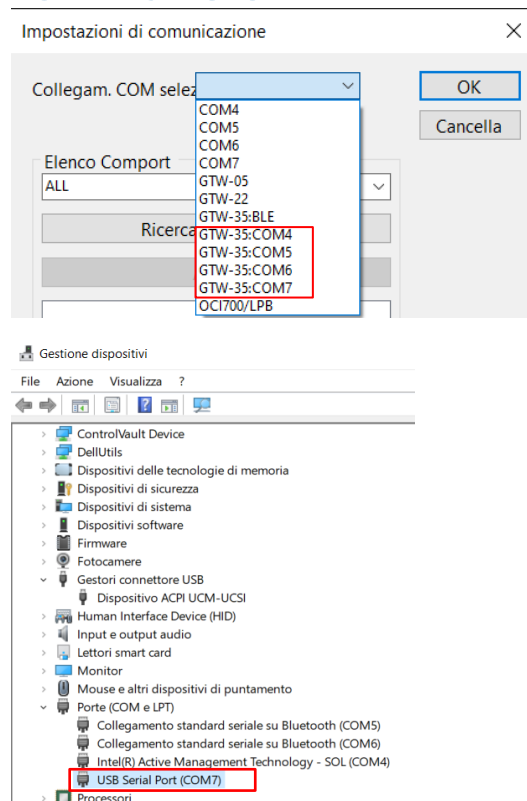 Impostazioni di comunicazione
Collegam. COM selez
OK
COM4
COM5
Cancella
COM6
Elenco Comport
COM7
ALL
GTW-05
GTW-22
GTW-35:BLE
Ricerca
GTW-35:COM4
GTW-35:COM5
GTW-35:COM6
GTW-35:COM7
OCI700/LPB
Gestione dispositivi
File Azione Visualizza ?
ControlVault Device
DellUtils
Dispositivi delle tecnologie di memoria
Dispositivi di sicurezza
Dispositivi di sistema
Dispositivi software
Firmware
Fotocamere
Gestori connettore USB
Dispositivo ACPI UCM-UCSI
Human Interface Device (HID)
Input e output audio
Lettori smart card
Monitor
Mouse e altri dispositivi di puntamento
Porte (COM e LPT)
Collegamento standard seriale su Bluetooth (COM5)
Collegamento standard seriale su Bluetooth (COM6)
Intel(R) Active Management Technology - SOL (COM4)
USB Serial Port (COM7)
Processori